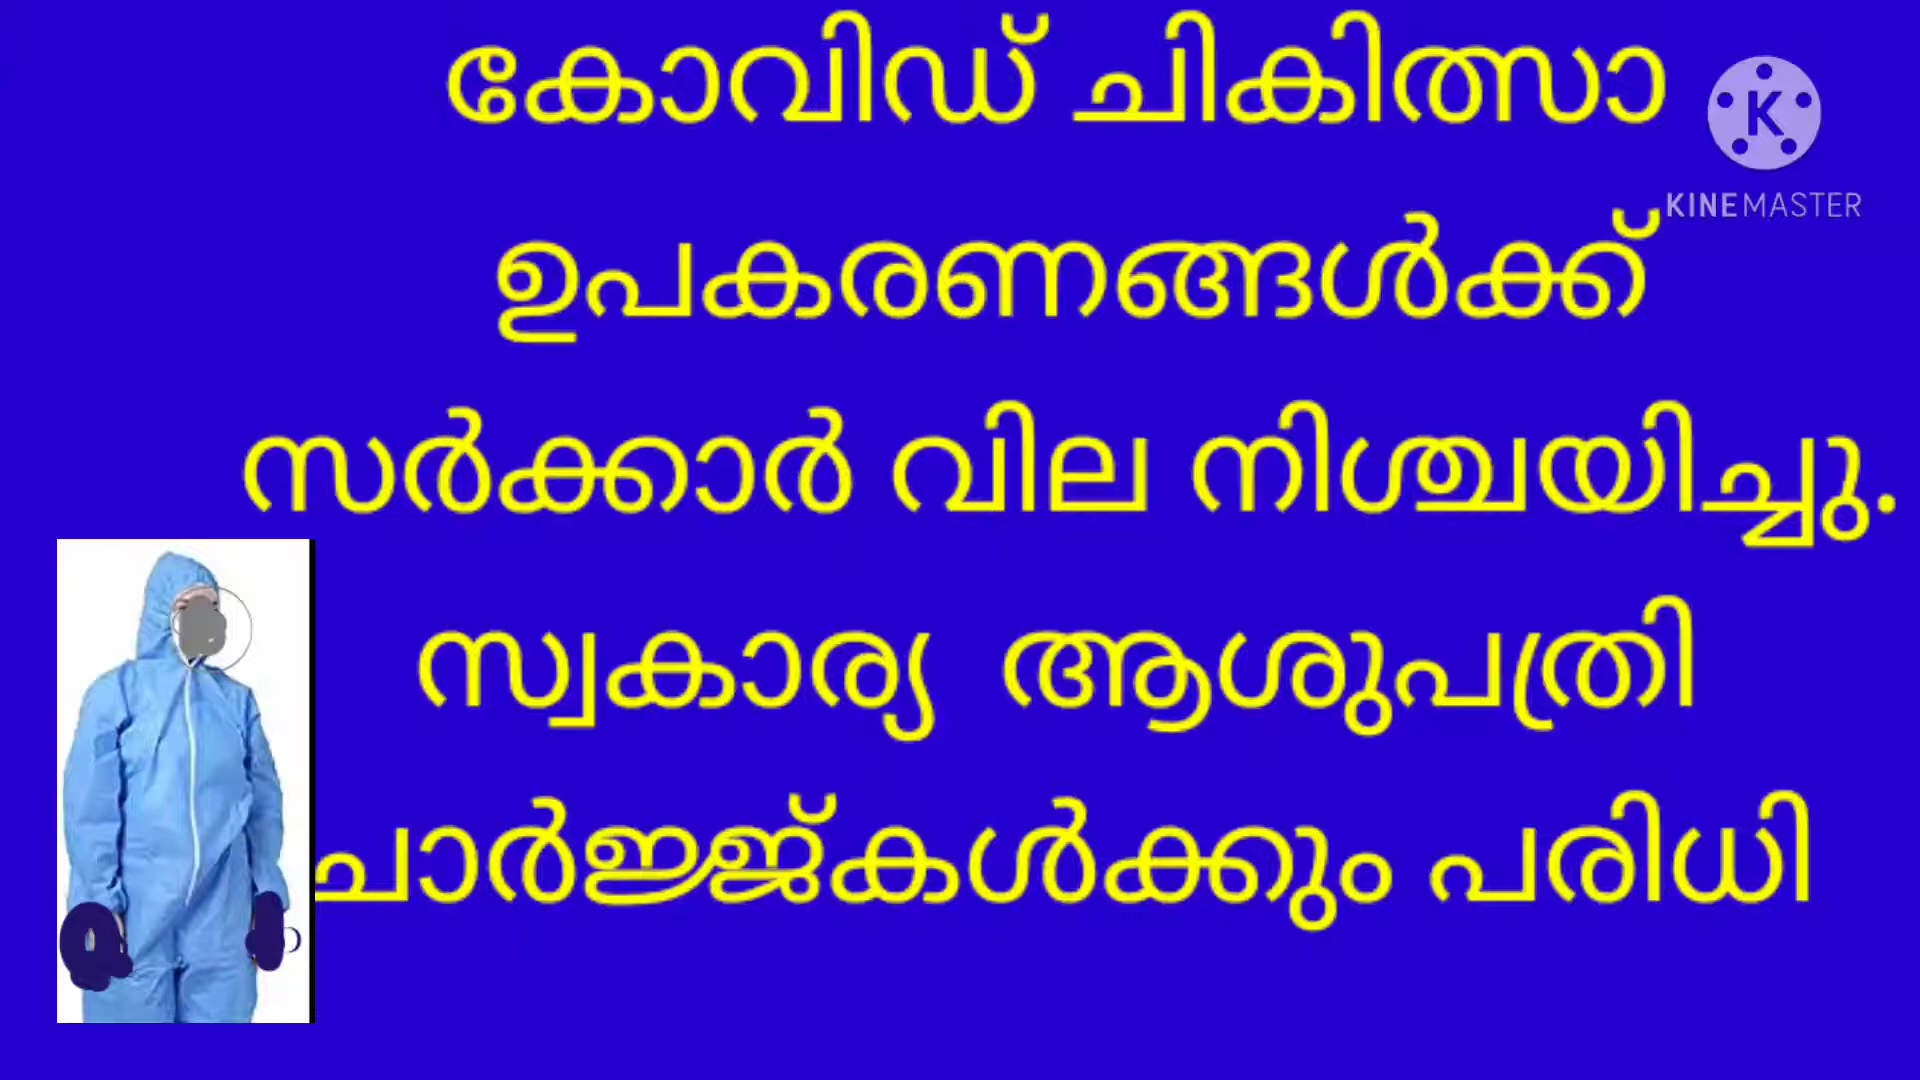 കോവിഡ് ചികിത്സാ
KINEMASTER
ഉപകരണങ്ങൾക്ക്
സർക്കാർ വില നിശ്ചയിച്ചു.
സ്വകാര്യ ആശുപത്രി
ചാർജ്ജ്കൾക്കും പരിധി